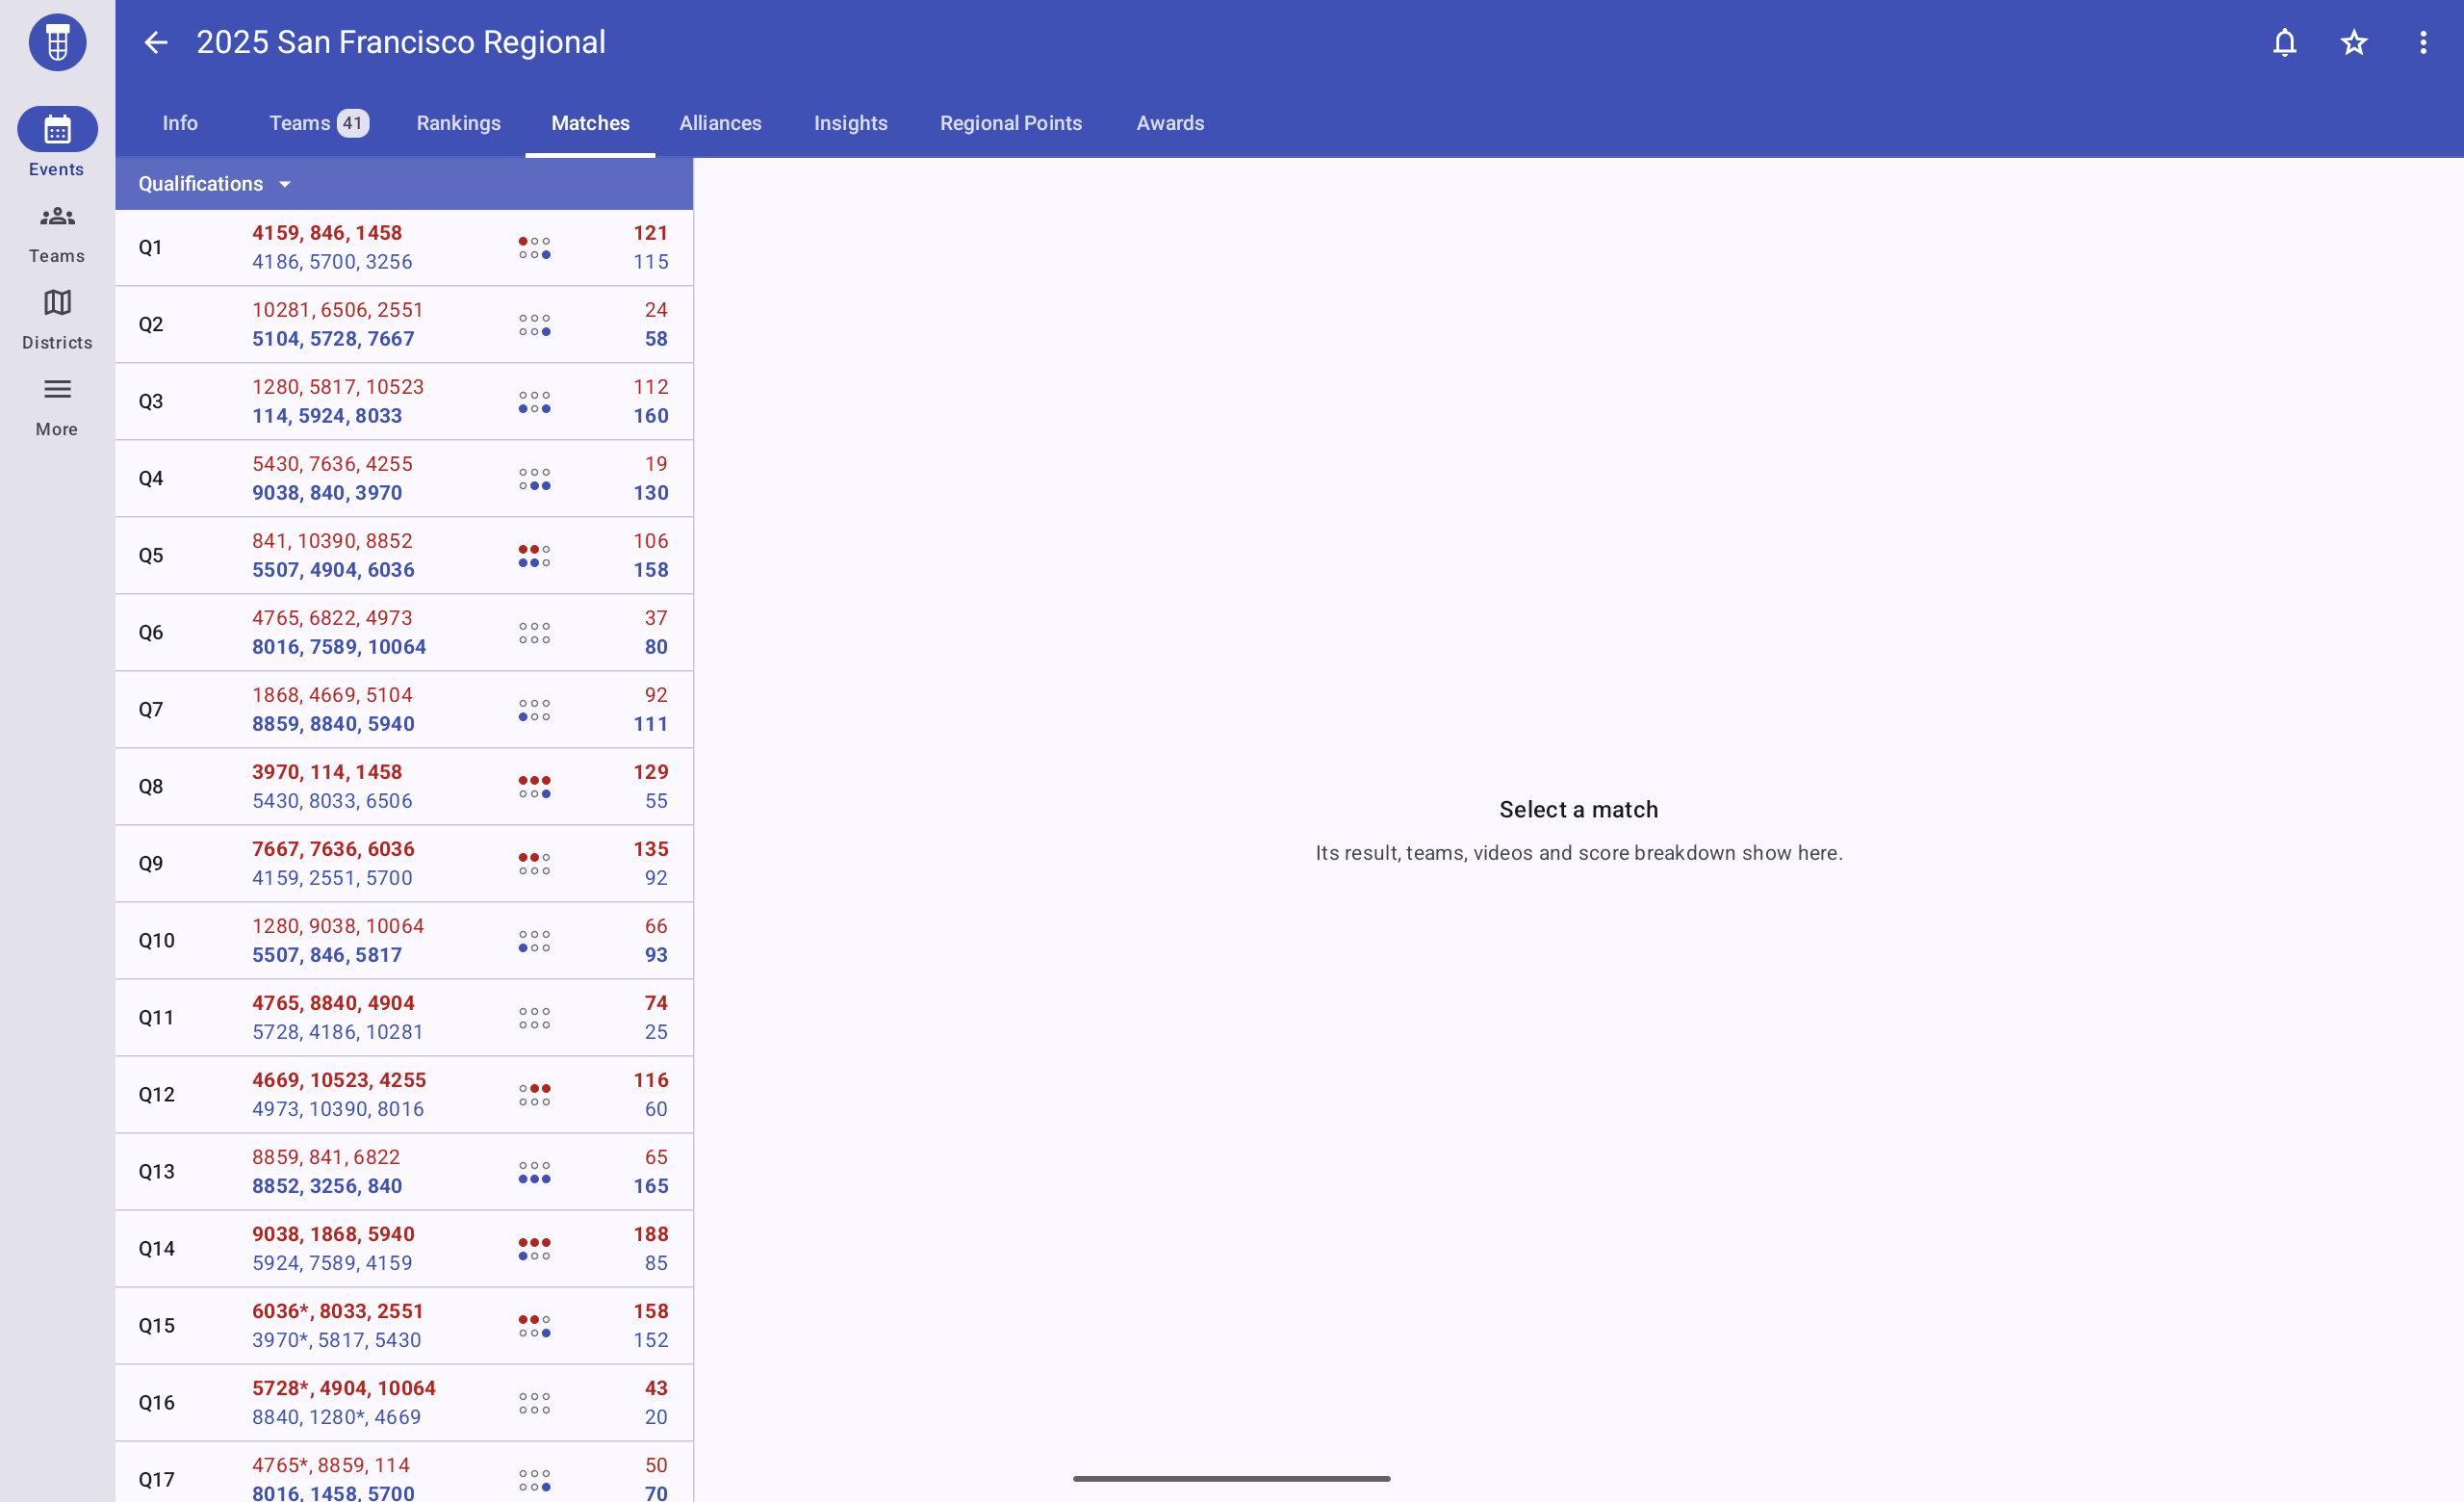 2025 San Francisco Regional
Events
Teams
Districts
More
Info
Teams 41
Rankings
Matches
Alliances
Insights
Regional Points
Awards
Qualifications
Q1
4159, 846, 1458
121
4186, 5700, 3256
115
Q2
10281, 6506, 2551
24
5104, 5728, 7667
58
Q3
1280, 5817, 10523
112
114, 5924, 8033
160
Q4
5430, 7636, 4255
19
9038, 840, 3970
130
Q5
841, 10390, 8852
106
5507, 4904, 6036
158
Q6
4765, 6822, 4973
37
8016, 7589, 10064
80
Q7
1868, 4669, 5104
92
8859, 8840, 5940
111
Q8
3970, 114, 1458
129
5430, 8033, 6506
55
Q9
7667, 7636, 6036
135
4159, 2551, 5700
92
Q10
1280, 9038, 10064
66
5507, 846, 5817
93
Q11
4765, 8840, 4904
74
5728, 4186, 10281
25
Q12
4669, 10523, 4255
116
4973, 10390, 8016
60
Q13
8859, 841, 6822
65
8852, 3256, 840
165
Q14
9038, 1868, 5940
188
5924, 7589, 4159
85
Q15
6036*, 8033, 2551
158
3970*, 5817, 5430
152
Q16
5728*, 4904, 10064
43
8840, 1280*, 4669
20
Q17
4765*, 8859, 114
50
8016, 1458, 5700
70
Select a match
Its result, teams, videos and score breakdown show here.